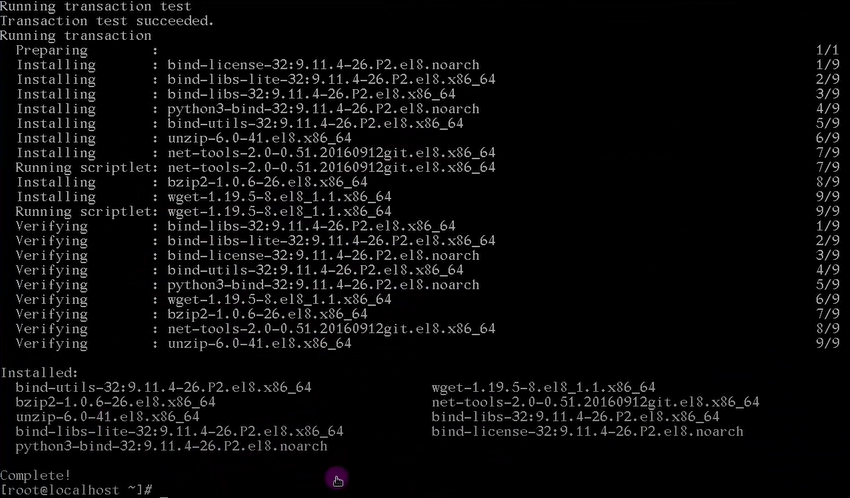 Running transaction test
Transaction test succeeded.
Running transaction
Preparing : 1/1
Installing : bind-license-32:9.11.4-26.P2.el8.noarch 1/9
Installing : bind-libs-lite-32:9.11.4-26.P2.el8.x86_64 2/9
Installing : bind-libs-32:9.11.4-26.P2.el8.x86_64 3/9
Installing : python3-bind-32:9.11.4-26.P2.el8.noarch 4/9
Installing : bind-utils-32:9.11.4-26.P2.el8.x86_64 5/9
Installing : unzip-6.0-41.el8.x86_64 6/9
Installing : net-tools-2.0-0.51.20160912git.el8.x86_64 7/9
Running scriptlet: net-tools-2.0-0.51.20160912git.el8.x86_64 7/9
Installing : bzip2-1.0.6-26.el8.x86_64 8/9
Installing : wget-1.19.5-8.el8_1.1.x86_64 9/9
Running scriptlet: wget-1.19.5-8.el8_1.1.x86_64 9/9
Verifying : bind-libs-32:9.11.4-26.P2.el8.x86_64 1/9
Verifying : bind-libs-lite-32:9.11.4-26.P2.el8.x86_64 2/9
Verifying : bind-license-32:9.11.4-26.P2.el8.noarch 3/9
Verifying : bind-utils-32:9.11.4-26.P2.el8.x86_64 4/9
Verifying : python3-bind-32:9.11.4-26.P2.el8.noarch 5/9
Verifying : wget-1.19.5-8.el8_1.1.x86_64 6/9
Verifying : bzip2-1.0.6-26.el8.x86_64 7/9
Verifying : net-tools-2.0-0.51.20160912git.el8.x86_64 8/9
Verifying : unzip-6.0-41.el8.x86_64 9/9
Installed:
bind-utils-32:9.11.4-26.P2.el8.x86_64 wget-1.19.5-8.el8_1.1.x86_64
bzip2-1.0.6-26.el8.x86_64 net-tools-2.0-0.51.20160912git.el8.x86_64
unzip-6.0-41.el8.x86_64 bind-libs-32:9.11.4-26.P2.el8.x86_64
bind-libs-lite-32:9.11.4-26.P2.el8.x86_64 bind-license-32:9.11.4-26.P2.el8.noarch
python3-bind-32:9.11.4-26.P2.el8.noarch
Complete!
[root@localhost ~]# _